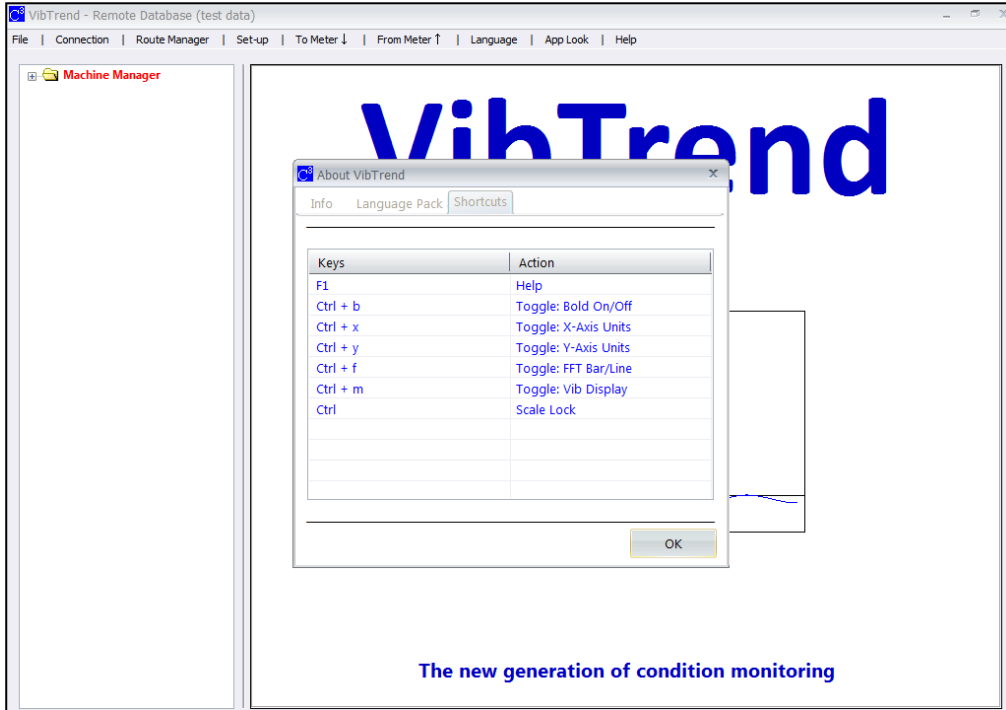 C³ VibTrend - Remote Database (test data)
File | Connection | Route Manager | Set-up | To Meter ↓ | From Meter ↑ | Language | App Look | Help
Machine Manager
VibTrend
C³ About VibTrend
Info Language Pack Shortcuts
Keys Action
F1 Help
Ctrl + b Toggle: Bold On/Off
Ctrl + x Toggle: X-Axis Units
Ctrl + y Toggle: Y-Axis Units
Ctrl + f Toggle: FFT Bar/Line
Ctrl + m Toggle: Vib Display
Ctrl Scale Lock
OK
The new generation of condition monitoring